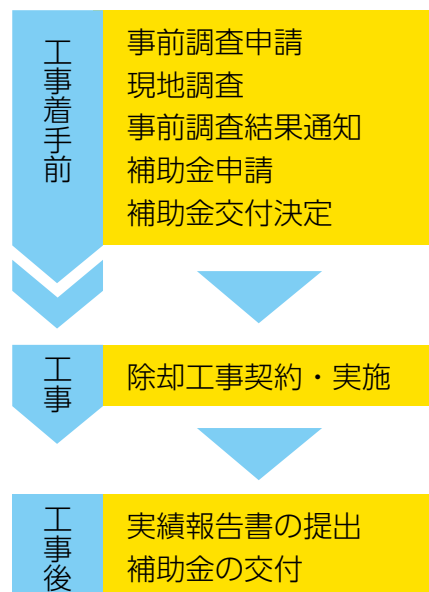 工事着手前
事前調査申請
現地調査
事前調査結果通知
補助金申請
補助金交付決定
工事
除却工事契約・実施
工事後
実績報告書の提出
補助金の交付